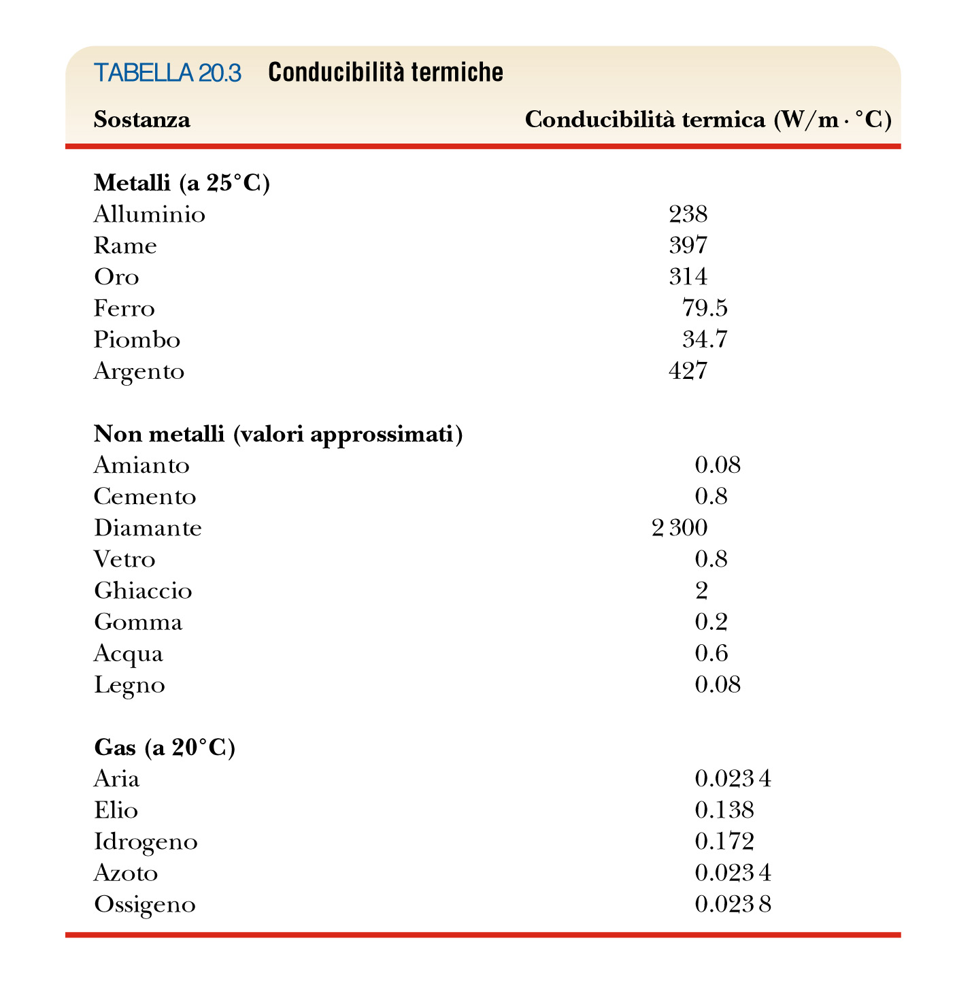 TABELLA 20.3 Conducibilità termiche
Sostanza Conducibilità termica (W/m · °C)
Metalli (a 25°C)
Alluminio 238
Rame 397
Oro 314
Ferro 79.5
Piombo 34.7
Argento 427
Non metalli (valori approssimati)
Amianto 0.08
Cemento 0.8
Diamante 2 300
Vetro 0.8
Ghiaccio 2
Gomma 0.2
Acqua 0.6
Legno 0.08
Gas (a 20°C)
Aria 0.023 4
Elio 0.138
Idrogeno 0.172
Azoto 0.023 4
Ossigeno 0.023 8